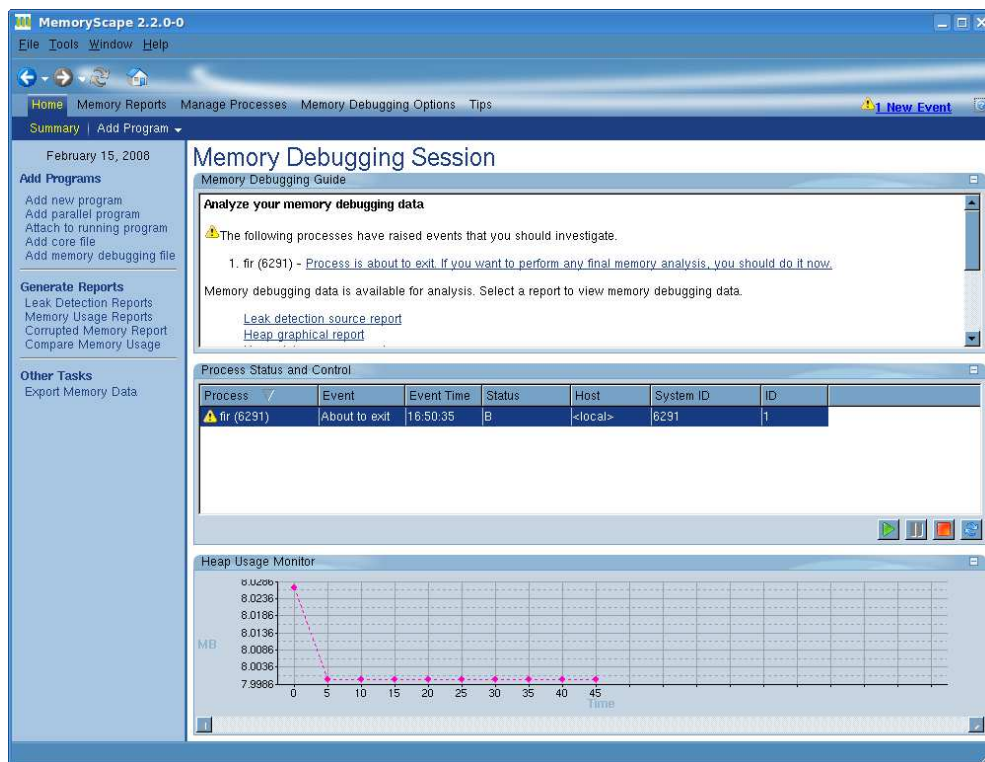 MemoryScape 2.2.0-0
File Tools Window Help
Home Memory Reports Manage Processes Memory Debugging Options Tips 1 New Event
Summary | Add Program
February 15, 2008
Add Programs
Add new program
Add parallel program
Attach to running program
Add core file
Add memory debugging file
Generate Reports
Leak Detection Reports
Memory Usage Reports
Corrupted Memory Report
Compare Memory Usage
Other Tasks
Export Memory Data
Memory Debugging Session
Memory Debugging Guide
Analyze your memory debugging data
The following processes have raised events that you should investigate.
1. fir (6291) - Process is about to exit. If you want to perform any final memory analysis, you should do it now.
Memory debugging data is available for analysis. Select a report to view memory debugging data.
Leak detection source report
Heap graphical report
Process Status and Control
Process Event Event Time Status Host System ID ID
fir (6291) About to exit 16:50:35 B <local> 6291 1
Heap Usage Monitor
8.0286
8.0236
8.0186
8.0136
MB 8.0086
8.0036
7.9986
0 5 10 15 20 25 30 35 40 45
Time